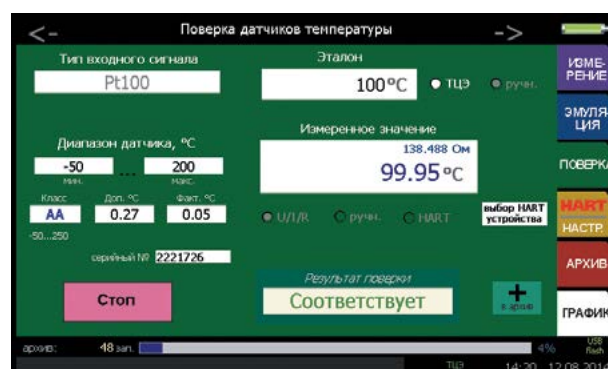 <- Поверка датчиков температуры ->
Тип входного сигнала
Pt100
Эталон
100°C ТЦЭ ручн.
Измеренное значение
138.488 Ом
99.95 °C
Диапазон датчика, °C
-50 ... 200
мин. макс.
Класс Доп. °C Факт. °C
AA 0.27 0.05
-50...250
U/I/R ручн. HART
выбор HART
устройства
серийный № 2221726
Стоп
Результат поверки
Соответствует
+
в архив
ИЗМЕ-
РЕНИЕ
ЭМУЛЯ-
ЦИЯ
ПОВЕРКА
HART
НАСТР.
АРХИВ
ГРАФИК
архив: 48 зап. 4% USB
flash
ТЦЭ 14:20 12.08.2014